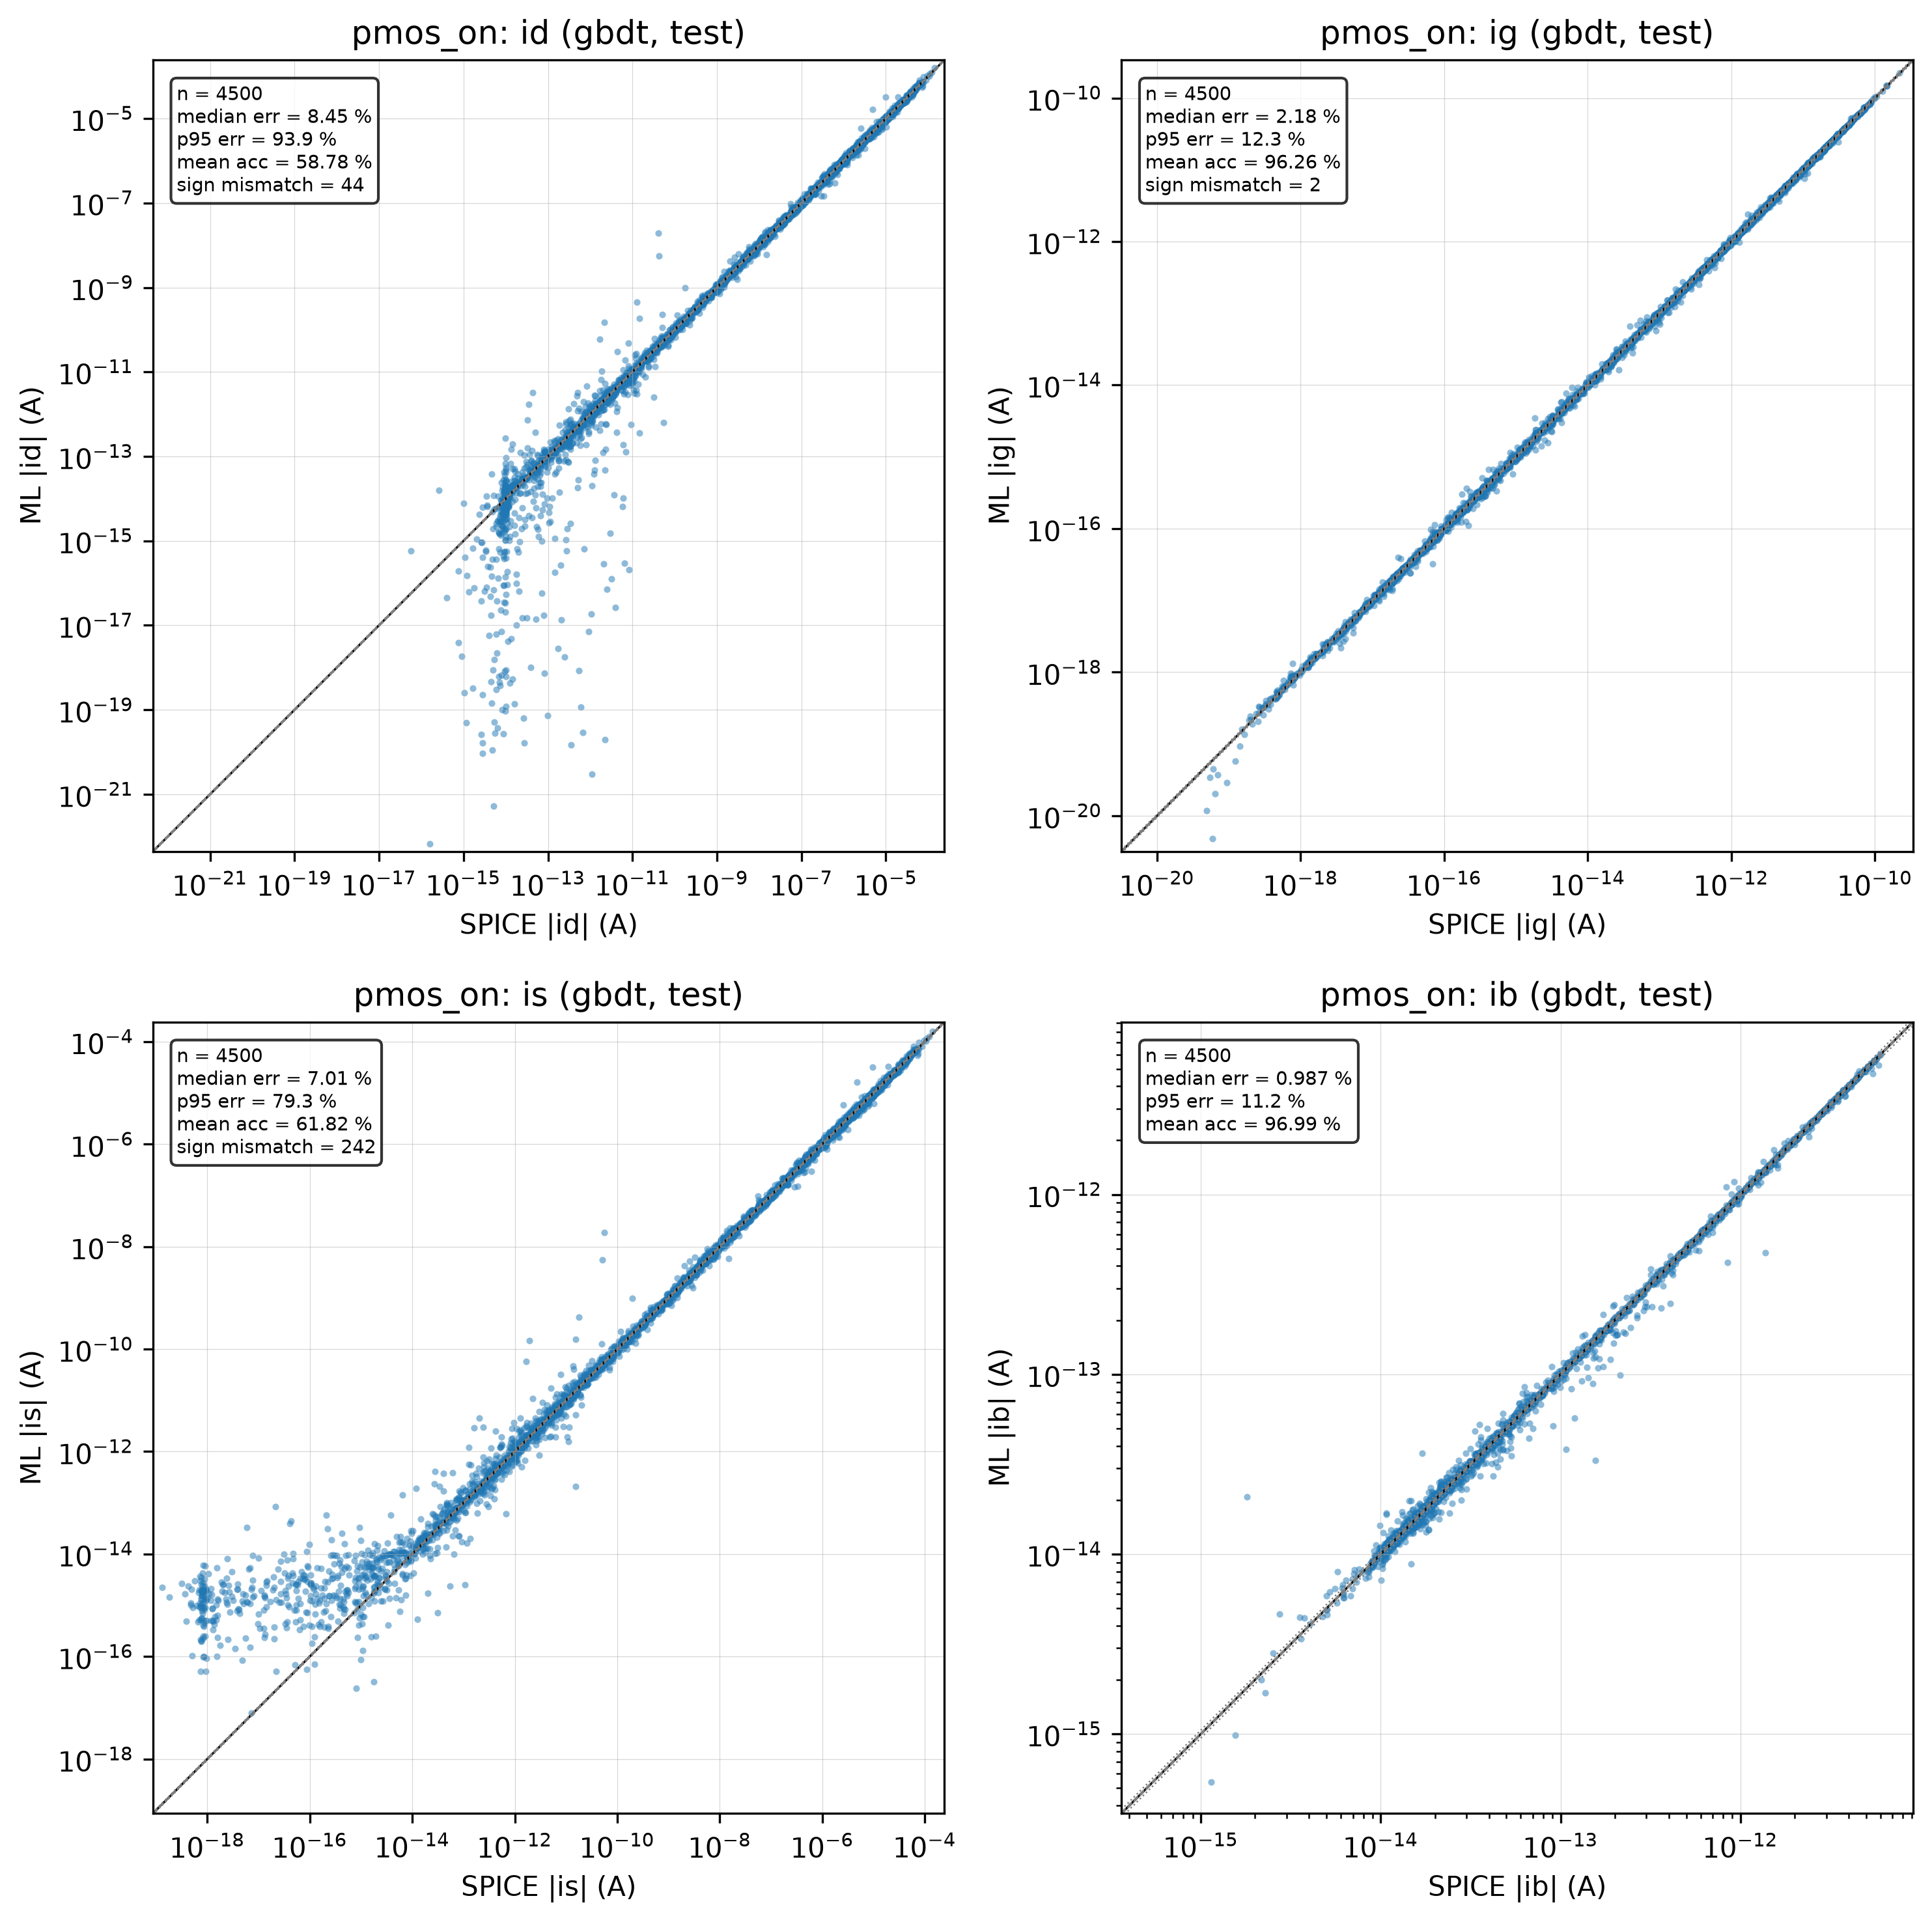 pmos_on: id (gbdt, test)
n = 4500
median err = 8.45 %
p95 err = 93.9 %
mean acc = 58.78 %
sign mismatch = 44
10⁻⁵
10⁻⁷
10⁻⁹
10⁻¹¹
10⁻¹³
10⁻¹⁵
10⁻¹⁷
10⁻¹⁹
10⁻²¹
ML |id| (A)
10⁻²¹ 10⁻¹⁹ 10⁻¹⁷ 10⁻¹⁵ 10⁻¹³ 10⁻¹¹ 10⁻⁹ 10⁻⁷ 10⁻⁵
SPICE |id| (A)
pmos_on: ig (gbdt, test)
n = 4500
median err = 2.18 %
p95 err = 12.3 %
mean acc = 96.26 %
sign mismatch = 2
10⁻¹⁰
10⁻¹²
10⁻¹⁴
10⁻¹⁶
10⁻¹⁸
10⁻²⁰
ML |ig| (A)
10⁻²⁰ 10⁻¹⁸ 10⁻¹⁶ 10⁻¹⁴ 10⁻¹² 10⁻¹⁰
SPICE |ig| (A)
pmos_on: is (gbdt, test)
n = 4500
median err = 7.01 %
p95 err = 79.3 %
mean acc = 61.82 %
sign mismatch = 242
10⁻⁴
10⁻⁶
10⁻⁸
10⁻¹⁰
10⁻¹²
10⁻¹⁴
10⁻¹⁶
10⁻¹⁸
ML |is| (A)
10⁻¹⁸ 10⁻¹⁶ 10⁻¹⁴ 10⁻¹² 10⁻¹⁰ 10⁻⁸ 10⁻⁶ 10⁻⁴
SPICE |is| (A)
pmos_on: ib (gbdt, test)
n = 4500
median err = 0.987 %
p95 err = 11.2 %
mean acc = 96.99 %
10⁻¹²
10⁻¹³
10⁻¹⁴
10⁻¹⁵
ML |ib| (A)
10⁻¹⁵ 10⁻¹⁴ 10⁻¹³ 10⁻¹²
SPICE |ib| (A)